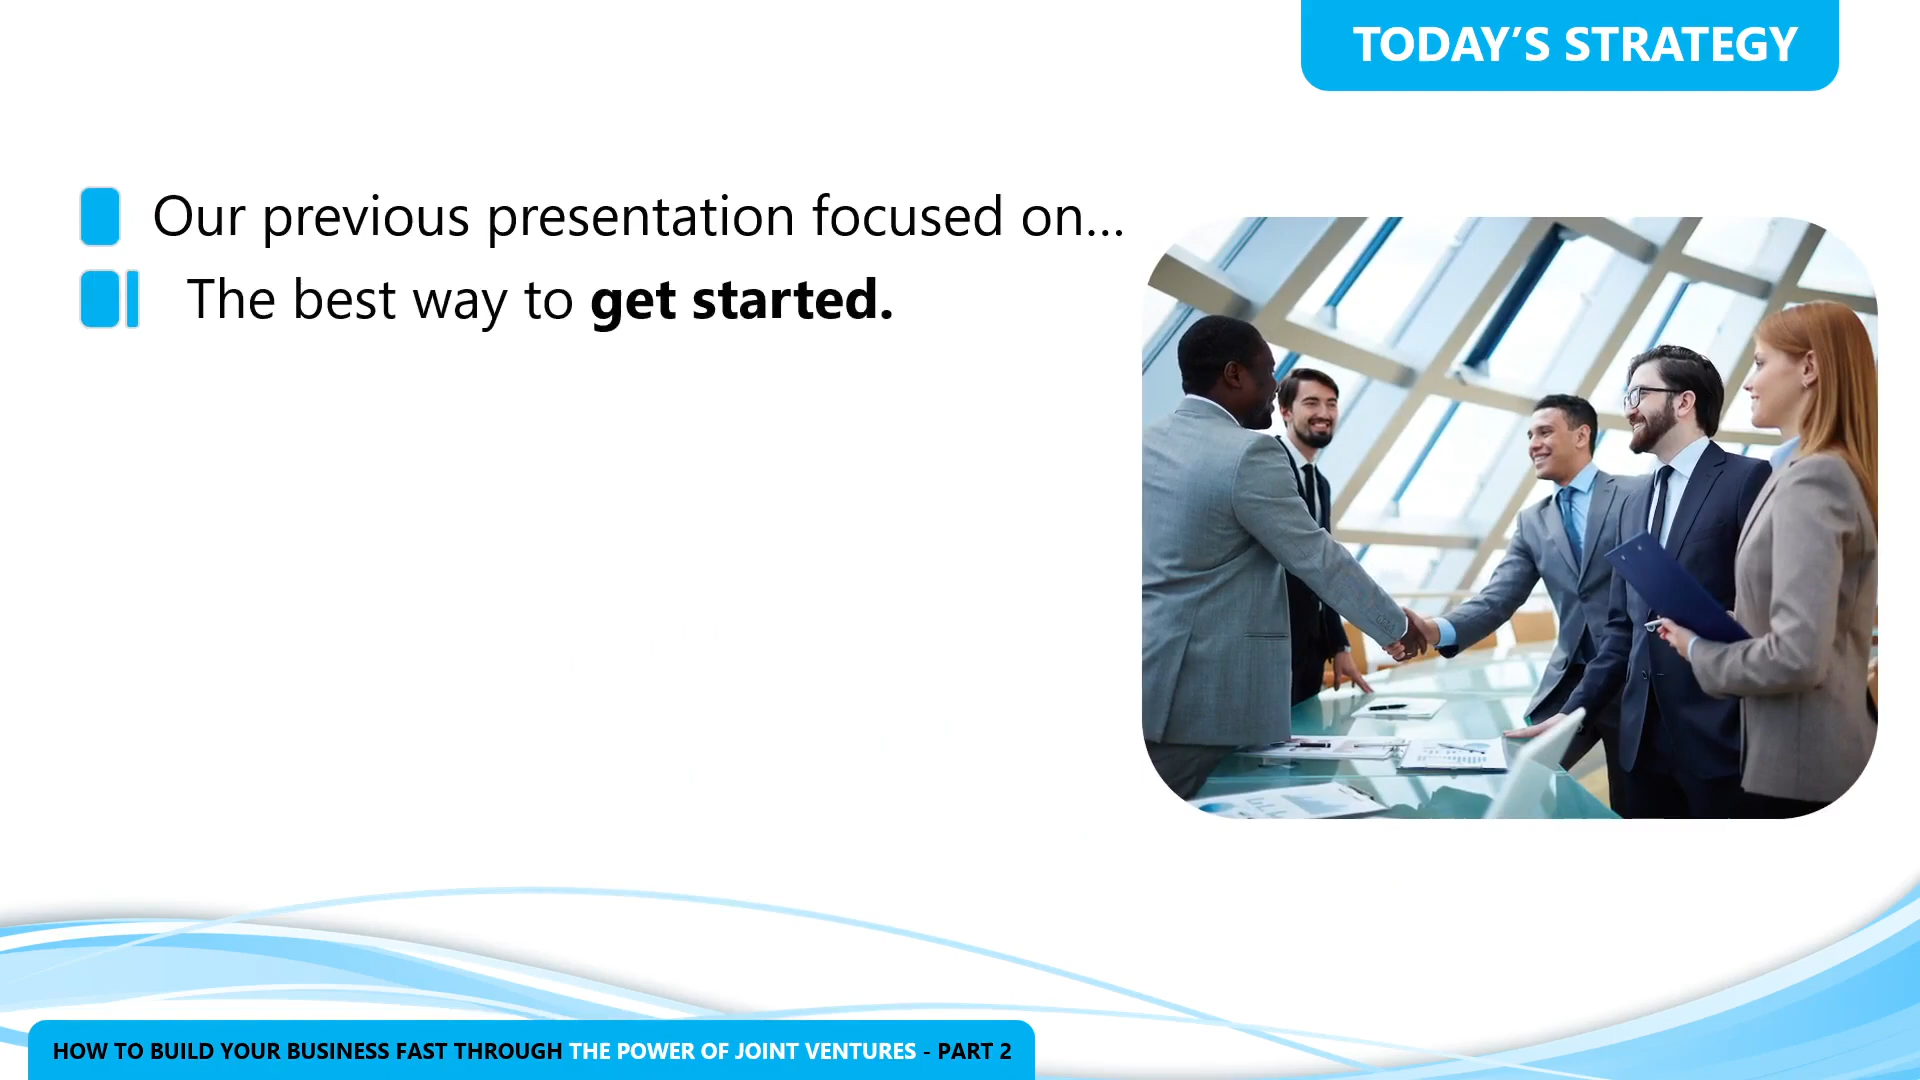 TODAY’S STRATEGY
Our previous presentation focused on...
The best way to get started.
HOW TO BUILD YOUR BUSINESS FAST THROUGH THE POWER OF JOINT VENTURES - PART 2